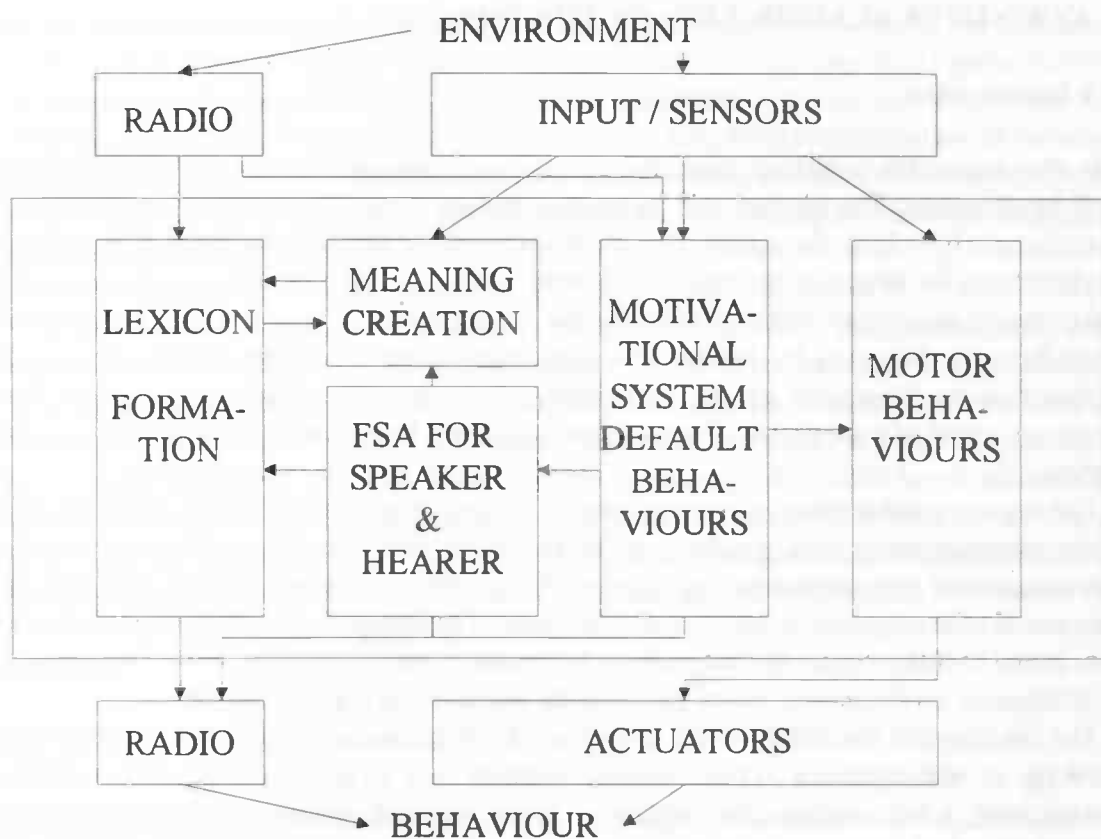 ENVIRONMENT
RADIO
INPUT / SENSORS
LEXICON
FORMA-
TION
MEANING
CREATION
FSA FOR
SPEAKER
&
HEARER
MOTIVA-
TIONAL
SYSTEM
DEFAULT
BEHA-
VIOURS
MOTOR
BEHA-
VIOURS
RADIO
ACTUATORS
BEHAVIOUR